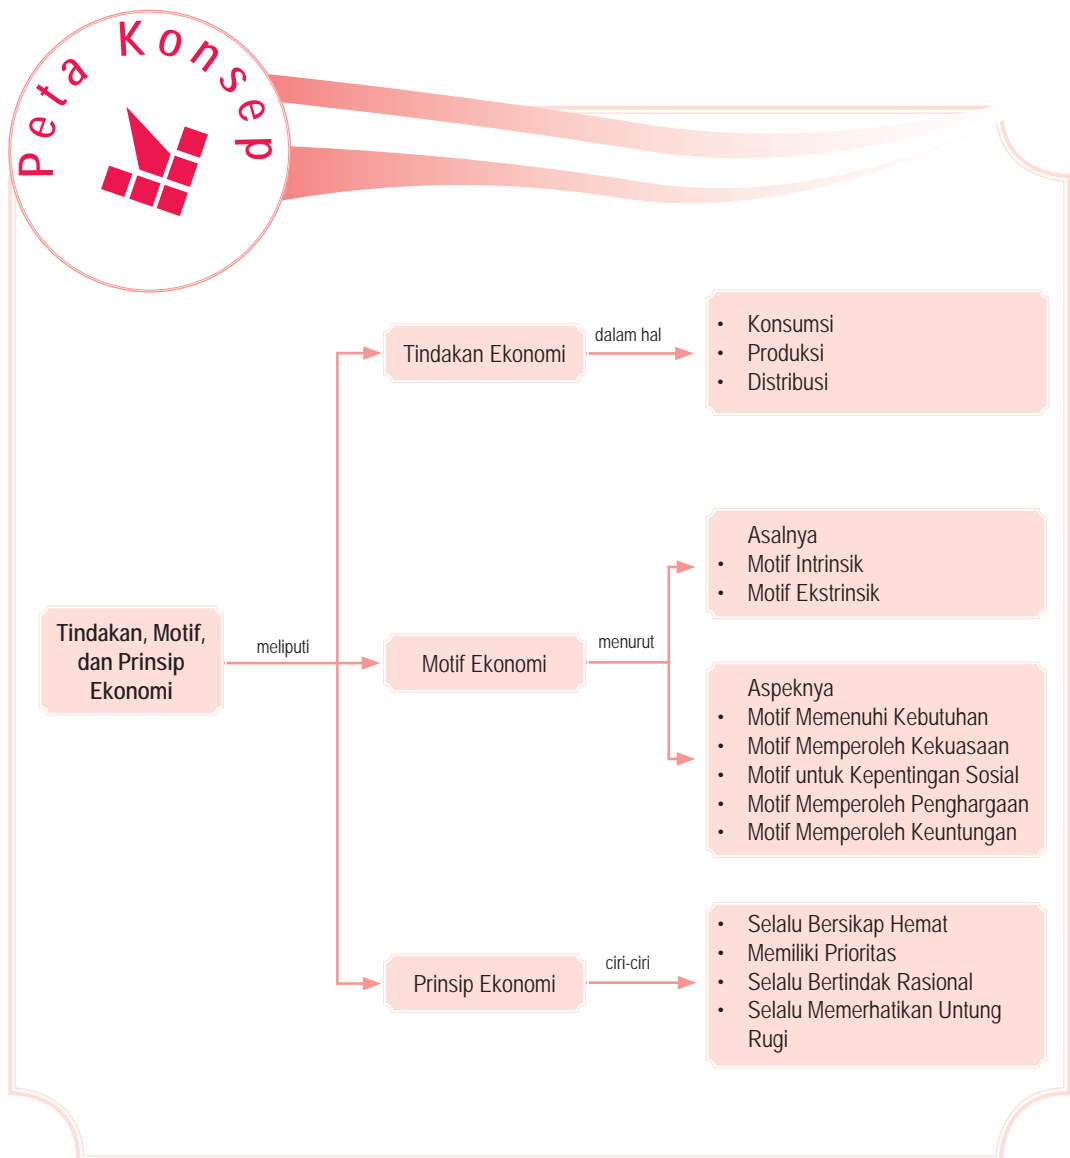 Peta Konsep
Tindakan, Motif,
dan Prinsip
Ekonomi
meliputi
Tindakan Ekonomi
dalam hal
• Konsumsi
• Produksi
• Distribusi
Motif Ekonomi
menurut
Asalnya
• Motif Intrinsik
• Motif Ekstrinsik
Aspeknya
• Motif Memenuhi Kebutuhan
• Motif Memperoleh Kekuasaan
• Motif untuk Kepentingan Sosial
• Motif Memperoleh Penghargaan
• Motif Memperoleh Keuntungan
Prinsip Ekonomi
ciri-ciri
• Selalu Bersikap Hemat
• Memiliki Prioritas
• Selalu Bertindak Rasional
• Selalu Memerhatikan Untung
Rugi